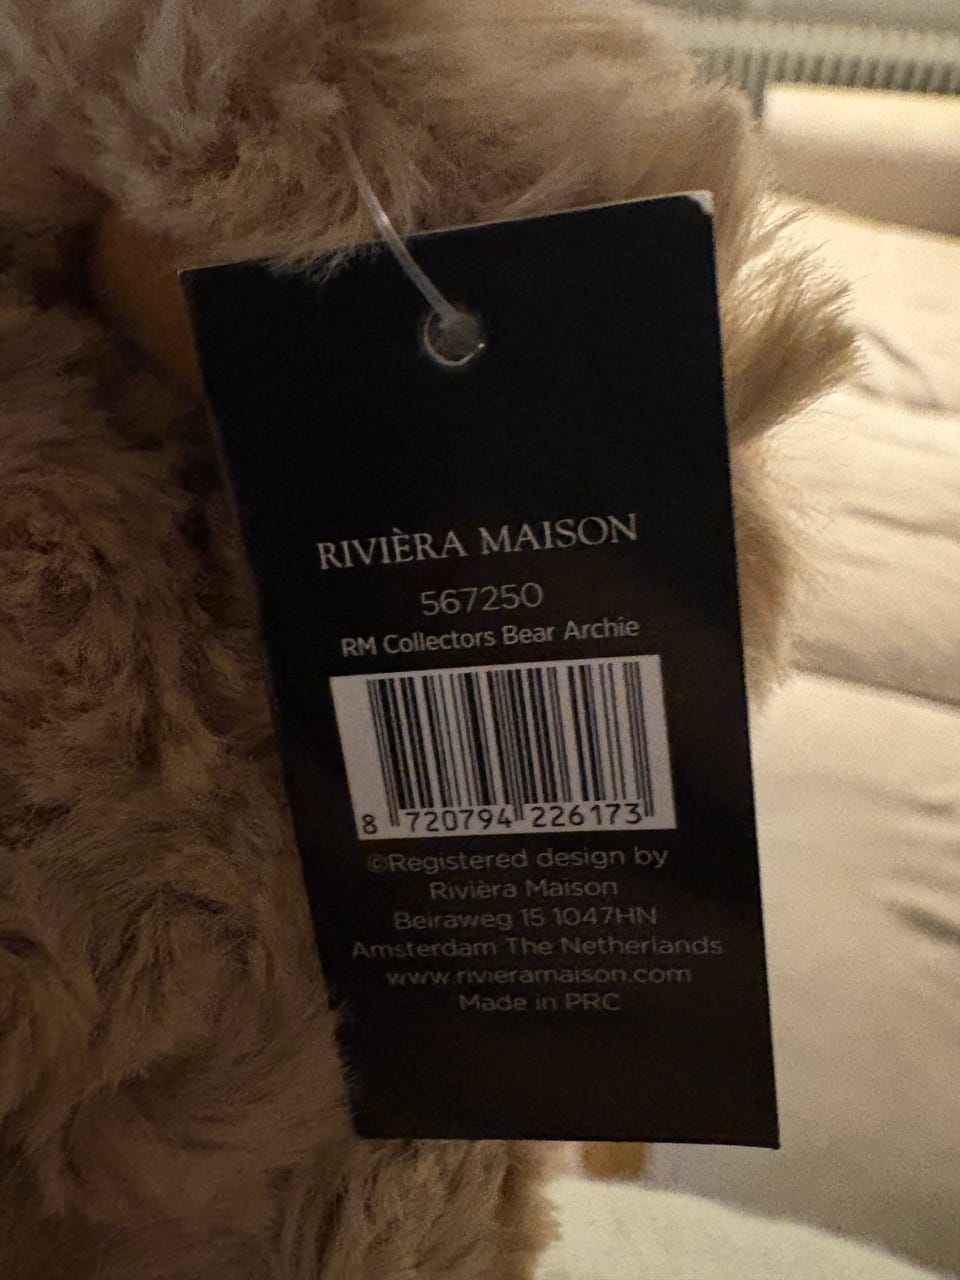 RIVIÈRA MAISON
567250
RM Collectors Bear Archie
8 720794 226173
©Registered design by
Rivièra Maison
Beiraweg 15 1047HN
Amsterdam The Netherlands
www.rivieramaison.com
Made in PRC